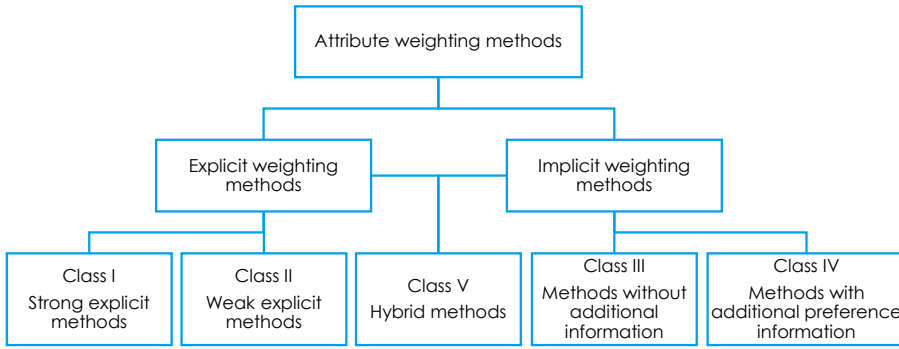 Attribute weighting methods
Explicit weighting
methods
Implicit weighting
methods
Class I
Strong explicit
methods
Class II
Weak explicit
methods
Class V
Hybrid methods
Class III
Methods without
additional
information
Class IV
Methods with
additional preference
information